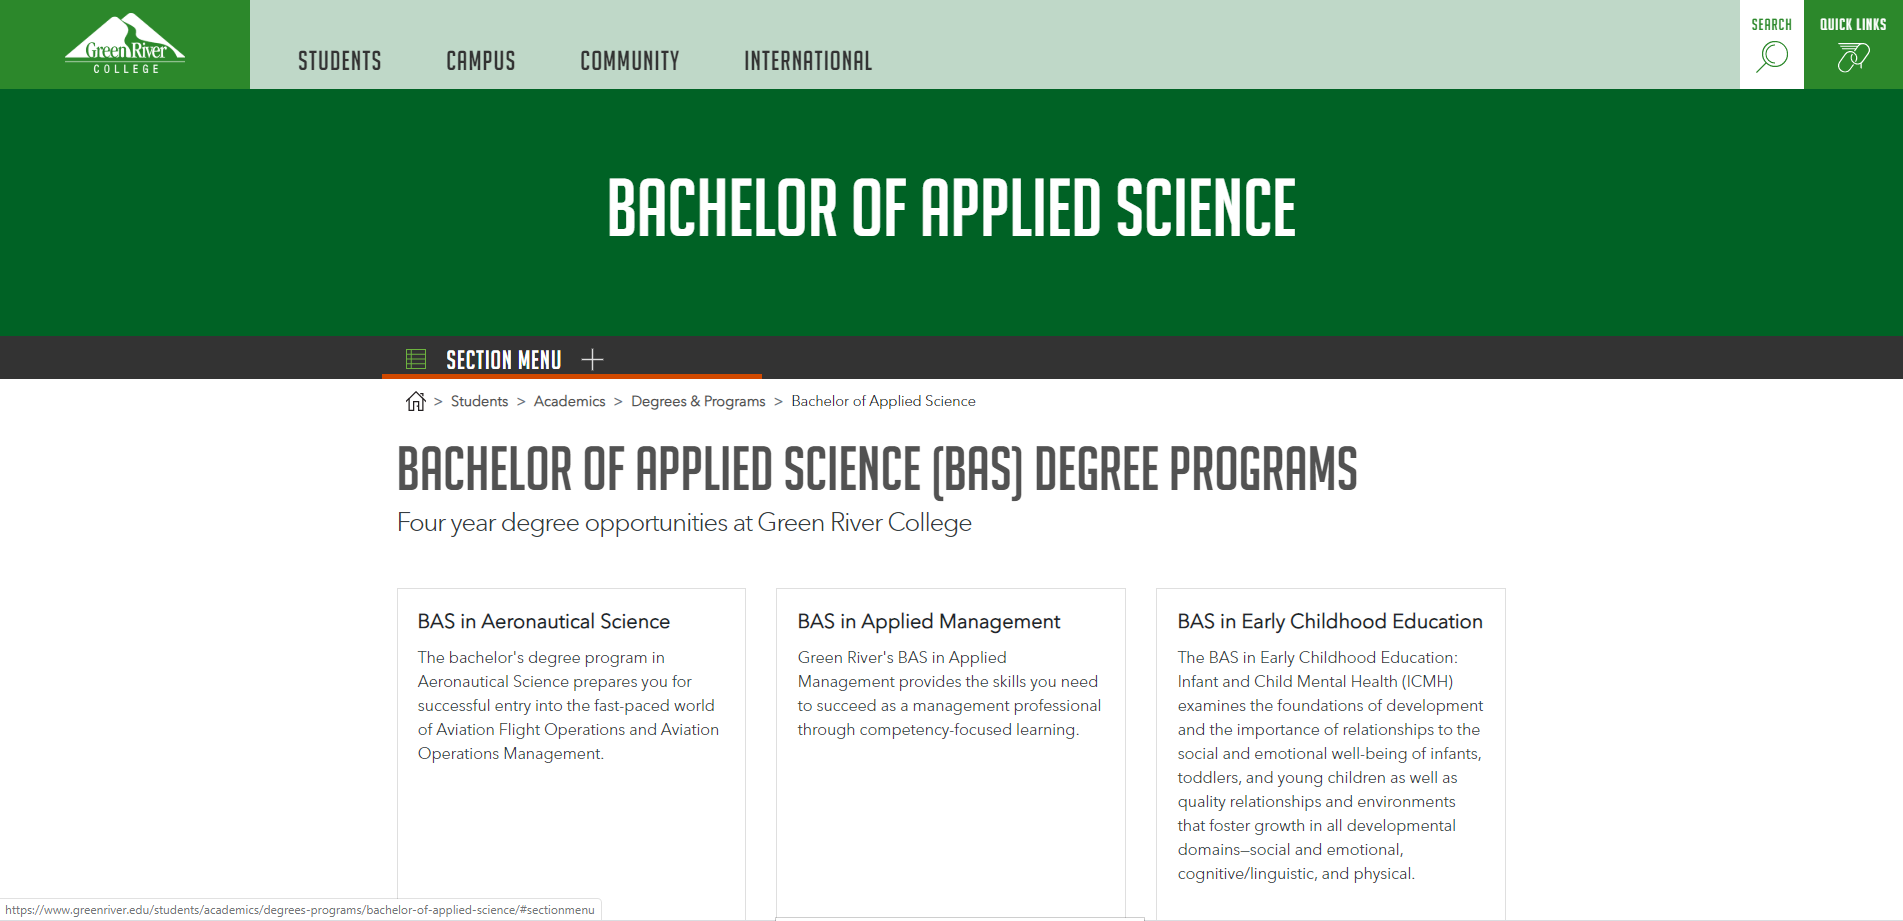 Green River
COLLEGE
STUDENTS
CAMPUS
COMMUNITY
INTERNATIONAL
SEARCH
QUICK LINKS
BACHELOR OF APPLIED SCIENCE
SECTION MENU
> Students > Academics > Degrees & Programs > Bachelor of Applied Science
BACHELOR OF APPLIED SCIENCE (BAS) DEGREE PROGRAMS
Four year degree opportunities at Green River College
BAS in Aeronautical Science
The bachelor's degree program in
Aeronautical Science prepares you for
successful entry into the fast-paced world
of Aviation Flight Operations and Aviation
Operations Management.
BAS in Applied Management
Green River's BAS in Applied
Management provides the skills you need
to succeed as a management professional
through competency-focused learning.
BAS in Early Childhood Education
The BAS in Early Childhood Education:
Infant and Child Mental Health (ICMH)
examines the foundations of development
and the importance of relationships to the
social and emotional well-being of infants,
toddlers, and young children as well as
quality relationships and environments
that foster growth in all developmental
domains—social and emotional,
cognitive/linguistic, and physical.
https://www.greenriver.edu/students/academics/degrees-programs/bachelor-of-applied-science/#sectionmenu